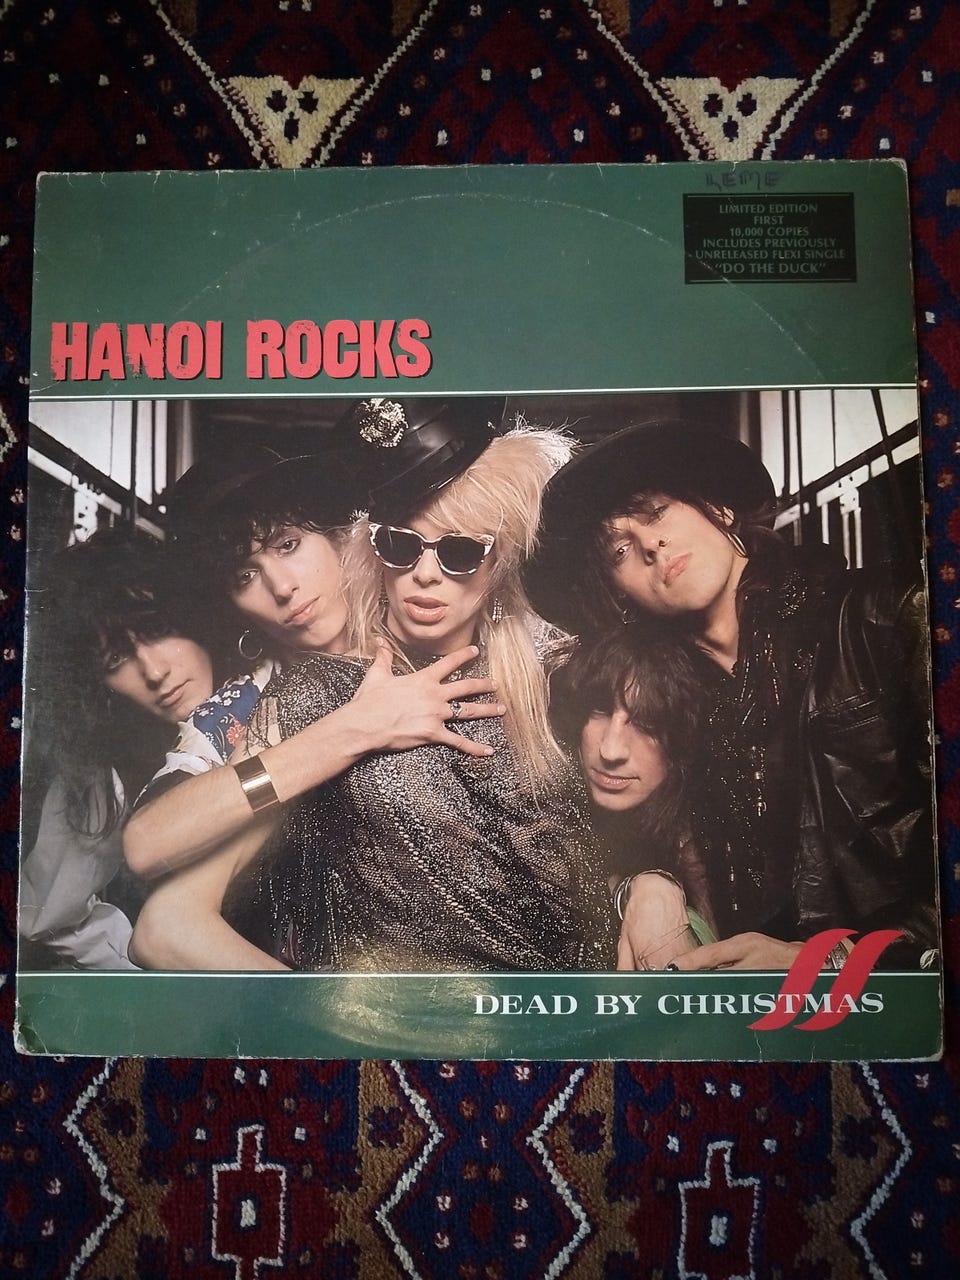 LEME
LIMITED EDITION
FIRST
10,000 COPIES
INCLUDES PREVIOUSLY
UNRELEASED FLEXI SINGLE
"DO THE DUCK"
HANOI ROCKS
DEAD BY CHRISTMAS